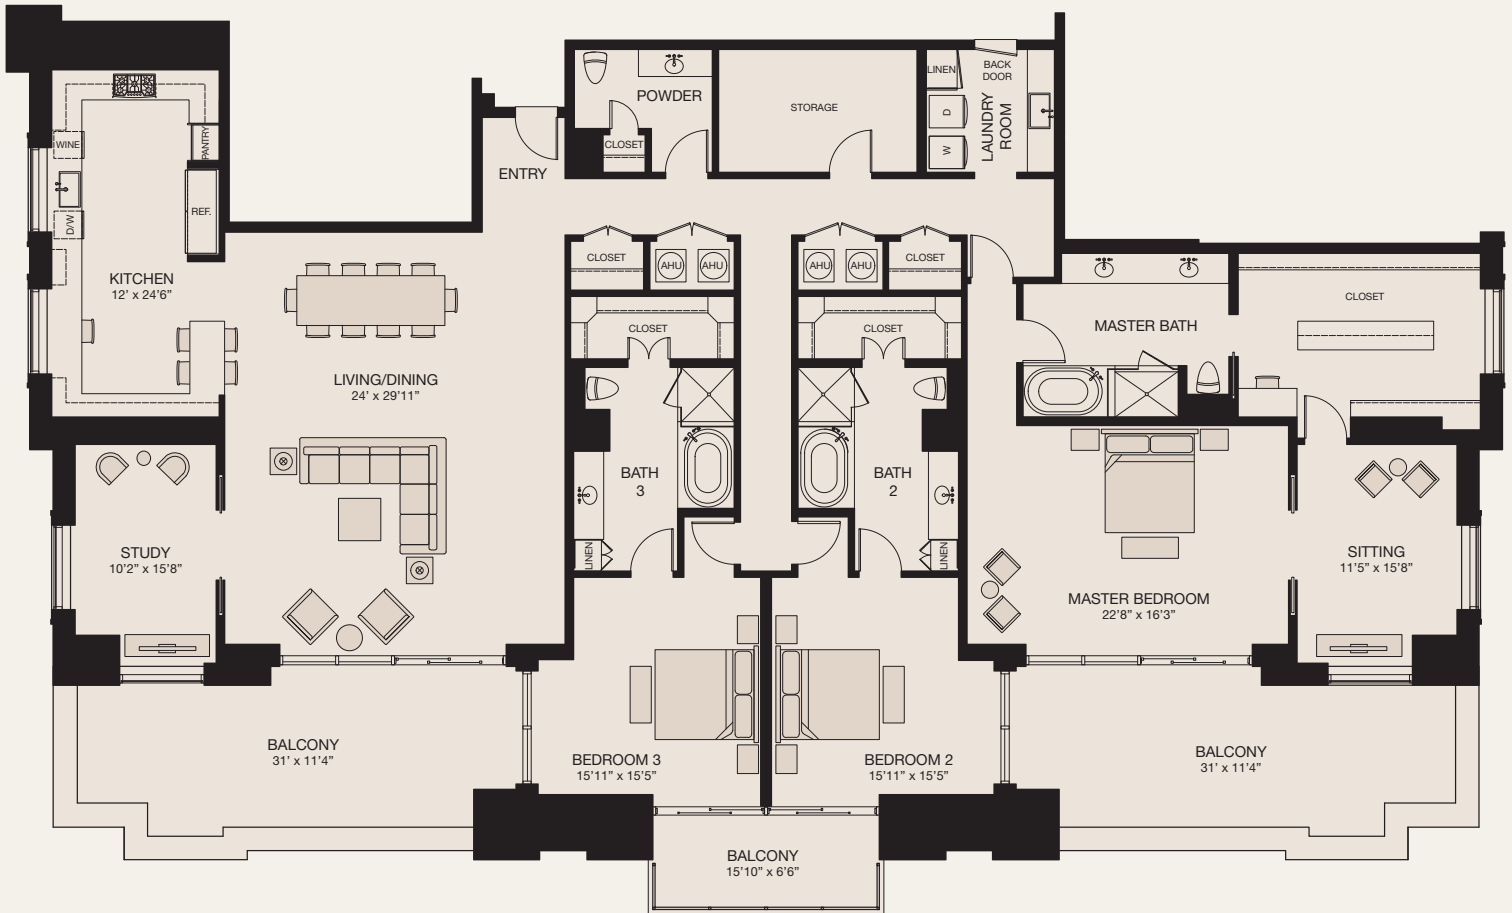 POWDER
CLOSET
STORAGE
LINEN
BACK
DOOR
LAUNDRY
ROOM
D
W
WINE
PANTRY
REF.
D/W
KITCHEN
12’ x 24’6”
ENTRY
CLOSET
AHU
AHU
AHU
AHU
CLOSET
CLOSET
CLOSET
MASTER BATH
CLOSET
LIVING/DINING
24’ x 29’11”
BATH
3
LINEN
BATH
2
LINEN
STUDY
10’2” x 15’8”
MASTER BEDROOM
22’8” x 16’3”
SITTING
11’5” x 15’8”
BALCONY
31’ x 11’4”
BEDROOM 3
15’11” x 15’5”
BEDROOM 2
15’11” x 15’5”
BALCONY
31’ x 11’4”
BALCONY
15’10” x 6’6”